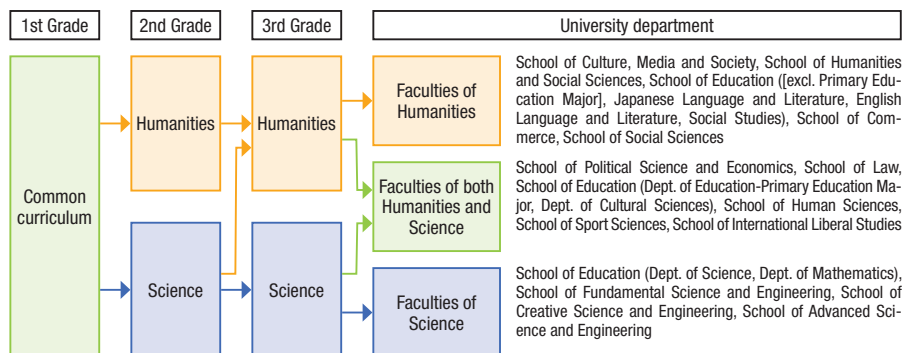 1st Grade
2nd Grade
3rd Grade
University department
Common
curriculum
Humanities
Science
Humanities
Science
Faculties of
Humanities
School of Culture, Media and Society, School of Humanities
and Social Sciences, School of Education ([excl. Primary Edu-
cation Major], Japanese Language and Literature, English
Language and Literature, Social Studies), School of Com-
merce, School of Social Sciences
Faculties of both
Humanities and
Science
School of Political Science and Economics, School of Law,
School of Education (Dept. of Education-Primary Education Ma-
jor, Dept. of Cultural Sciences), School of Human Sciences,
School of Sport Sciences, School of International Liberal Studies
Faculties of
Science
School of Education (Dept. of Science, Dept. of Mathematics),
School of Fundamental Science and Engineering, School of
Creative Science and Engineering, School of Advanced Sci-
ence and Engineering